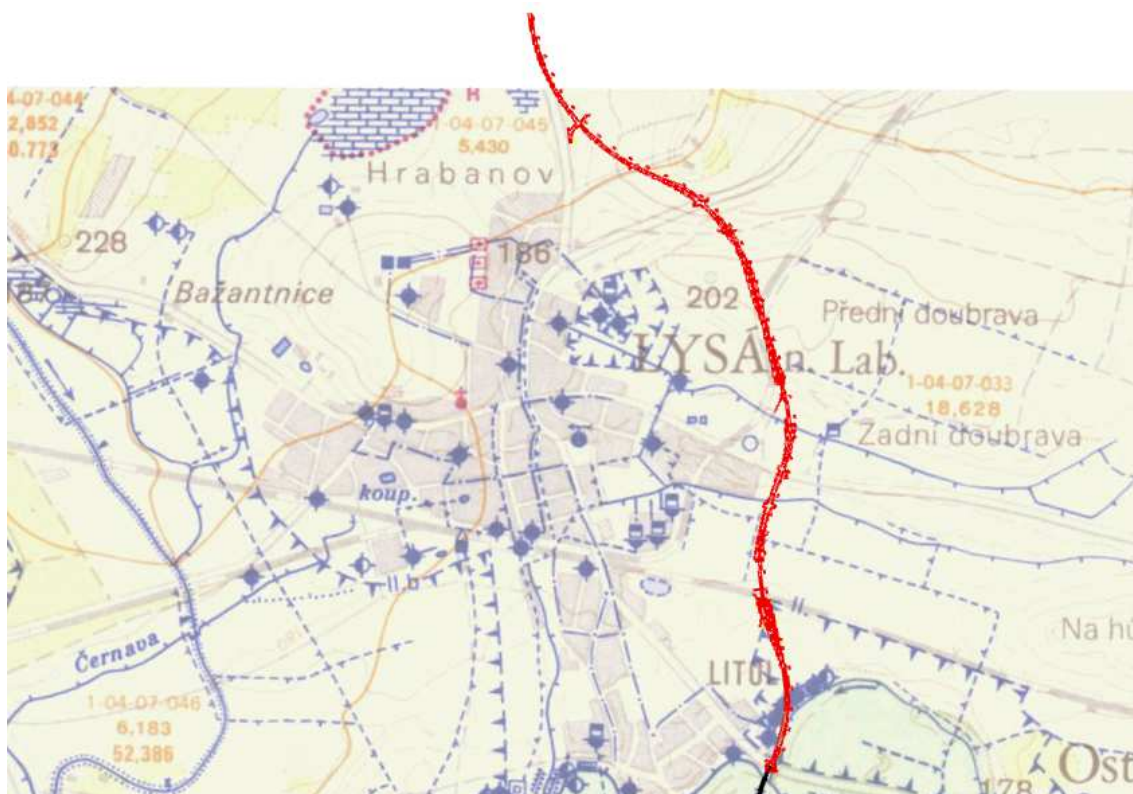 4-07-044
2,852
0.773
R
1-04-07-045
5,430
Hrabanov
228
186
Bažantnice
202
Přední doubrava
LYSÁ n. Lab.
1-04-07-033
18,628
Zadní doubrava
koup.
II b
II.
Na hů
Černava
LITOL
1-04-07-046
6,183
52,386
Ost
178